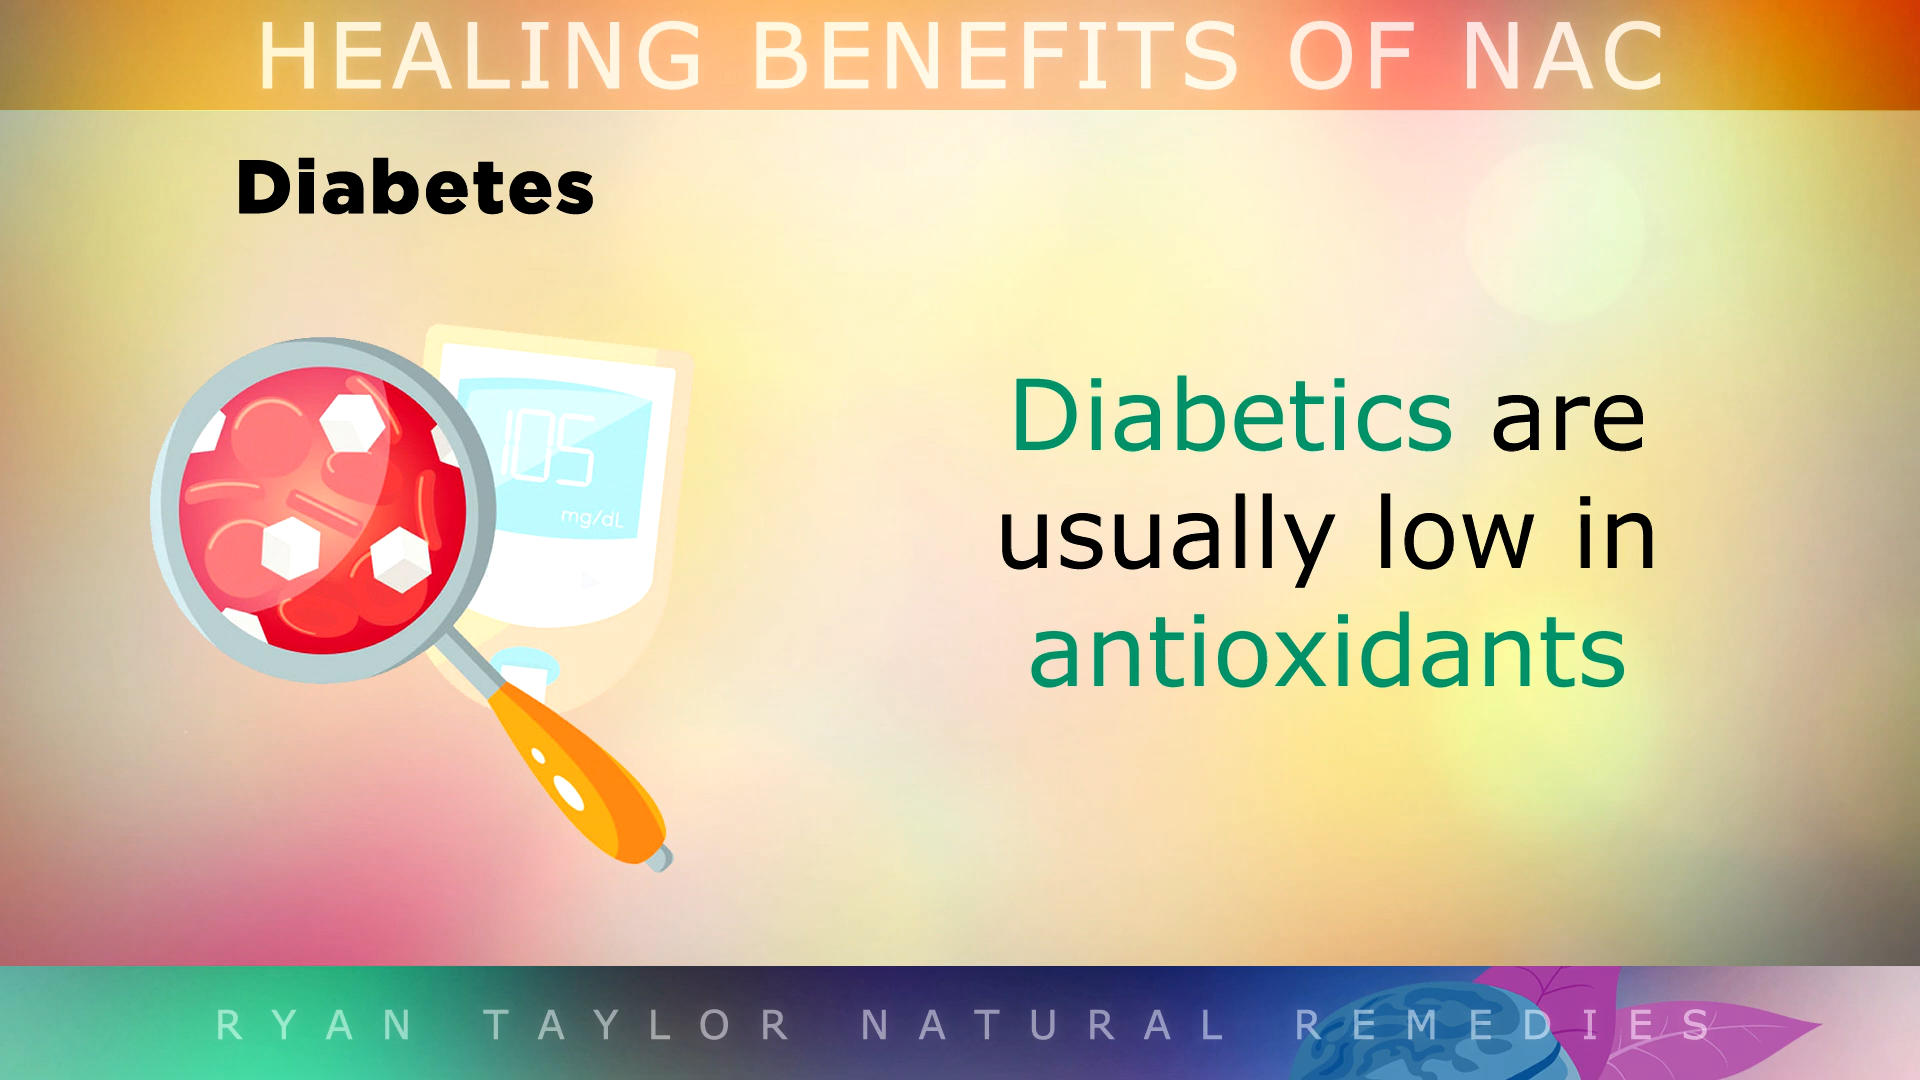 HEALING BENEFITS OF NAC
Diabetes
105
mg/dL
Diabetics are
usually low in
antioxidants
RYAN TAYLOR NATURAL REMEDIES